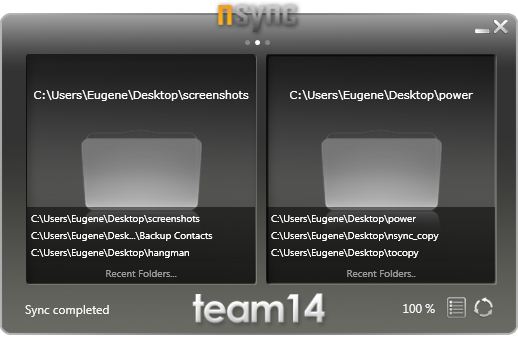 nsync
C:\Users\Eugene\Desktop\screenshots
C:\Users\Eugene\Desktop\screenshots
C:\Users\Eugene\Desk...\Backup Contacts
C:\Users\Eugene\Desktop\hangman
Recent Folders...
C:\Users\Eugene\Desktop\power
C:\Users\Eugene\Desktop\power
C:\Users\Eugene\Desktop\nsync_copy
C:\Users\Eugene\Desktop\tocopy
Recent Folders..
Sync completed
team14
100 %